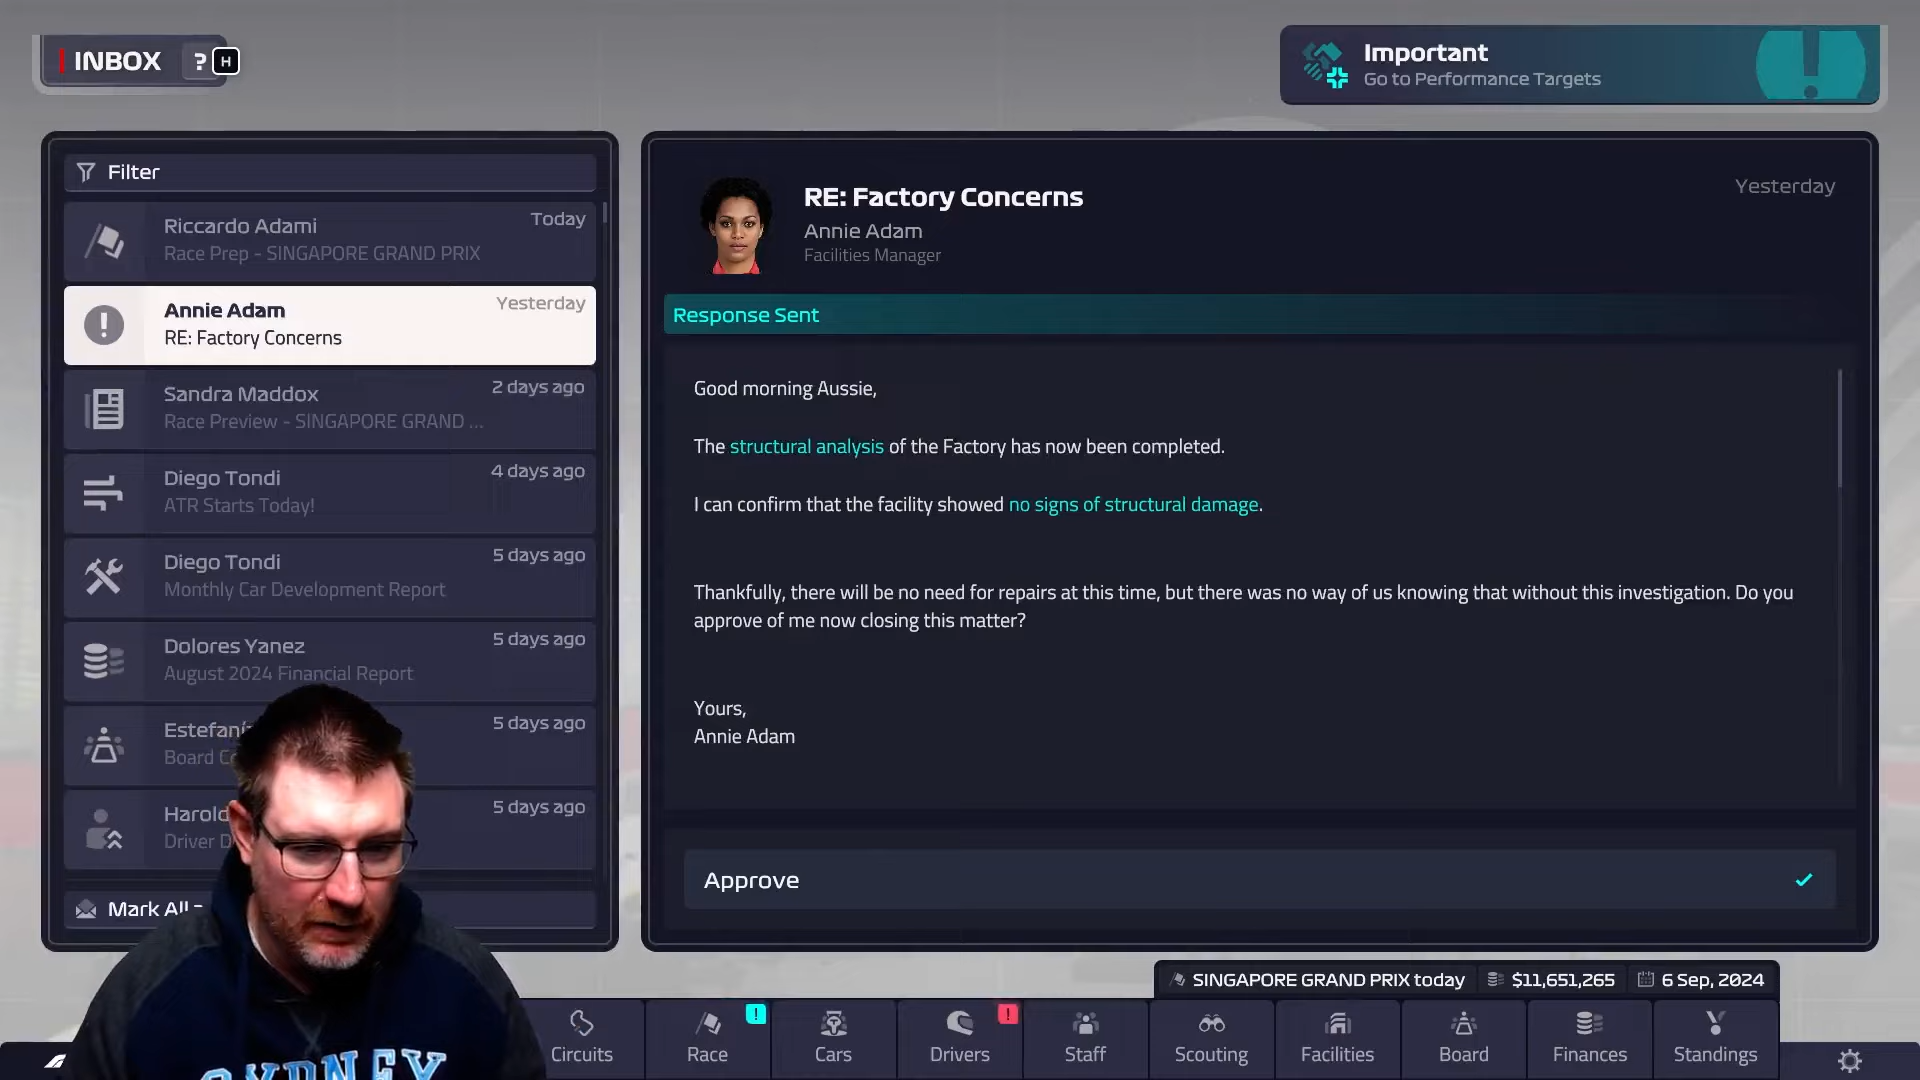 INBOX ? H
Important
Go to Performance Targets
Filter
Riccardo Adami Today
Race Prep - SINGAPORE GRAND PRIX
Annie Adam Yesterday
RE: Factory Concerns
Sandra Maddox 2 days ago
Race Preview - SINGAPORE GRAND ...
Diego Tondi 4 days ago
ATR Starts Today!
Diego Tondi 5 days ago
Monthly Car Development Report
Dolores Yanez 5 days ago
August 2024 Financial Report
5 days ago
Board
Harold 5 days ago
Driver
Mark All
RE: Factory Concerns Yesterday
Annie Adam
Facilities Manager
Response Sent
Good morning Aussie,
The structural analysis of the Factory has now been completed.
I can confirm that the facility showed no signs of structural damage.
Thankfully, there will be no need for repairs at this time, but there was no way of us knowing that without this investigation. Do you
approve of me now closing this matter?
Yours,
Annie Adam
Approve
SINGAPORE GRAND PRIX today $11,651,265 6 Sep, 2024
Circuits Race Cars Drivers Staff Scouting Facilities Board Finances Standings
SYDNEY